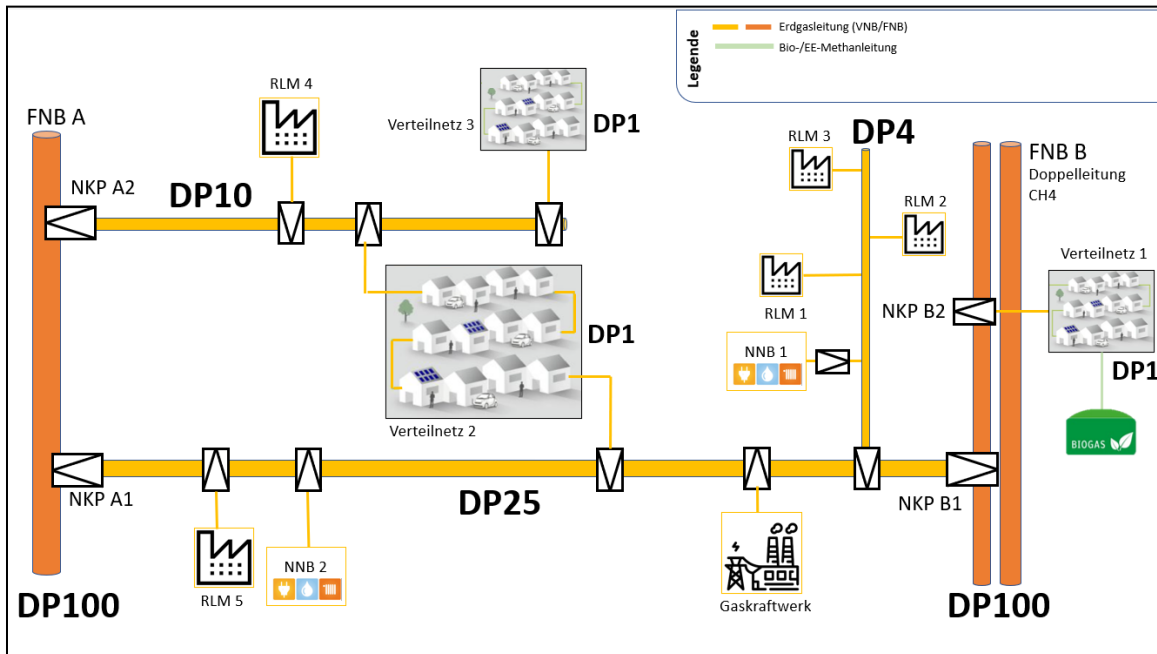 Legende
Erdgasleitung (VNB/FNB)
Bio-/EE-Methanleitung
FNB A
NKP A2
DP10
RLM 4
Verteilnetz 3
DP1
RLM 3
DP4
FNB B
Doppelleitung
CH4
RLM 2
Verteilnetz 1
RLM 1
NKP B2
DP1
NNB 1
DP1
BIOGAS
Verteilnetz 2
NKP A1
DP25
NKP B1
RLM 5
NNB 2
Gaskraftwerk
DP100
DP100